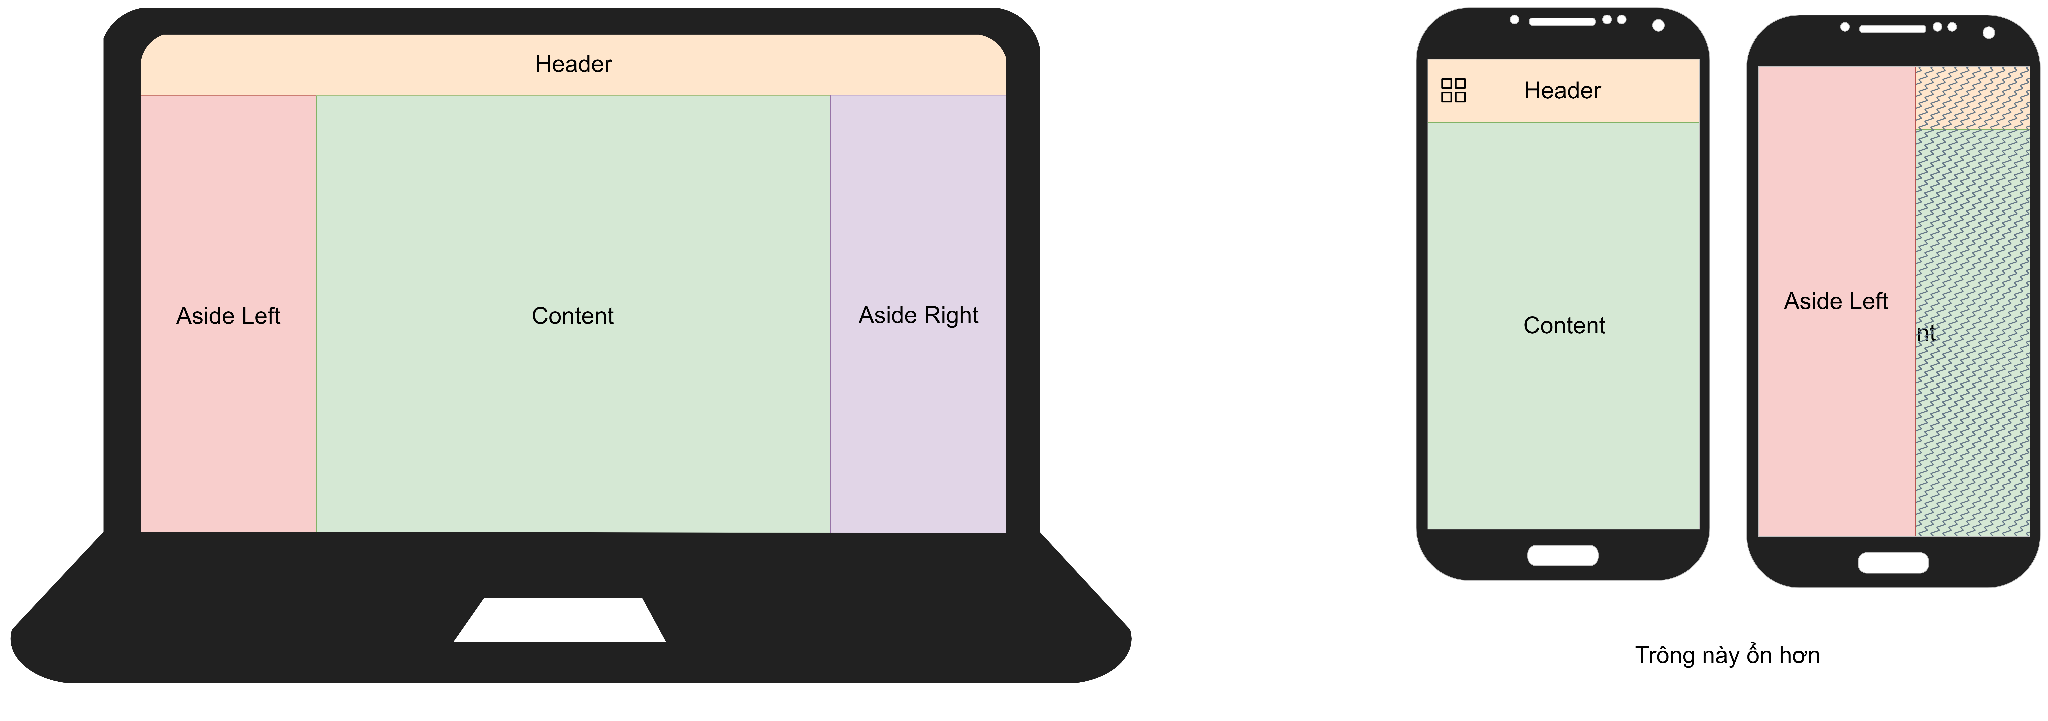 Header
Aside Left
Content
Aside Right
Header
Content
Aside Left
nt
Trông này ổn hơn